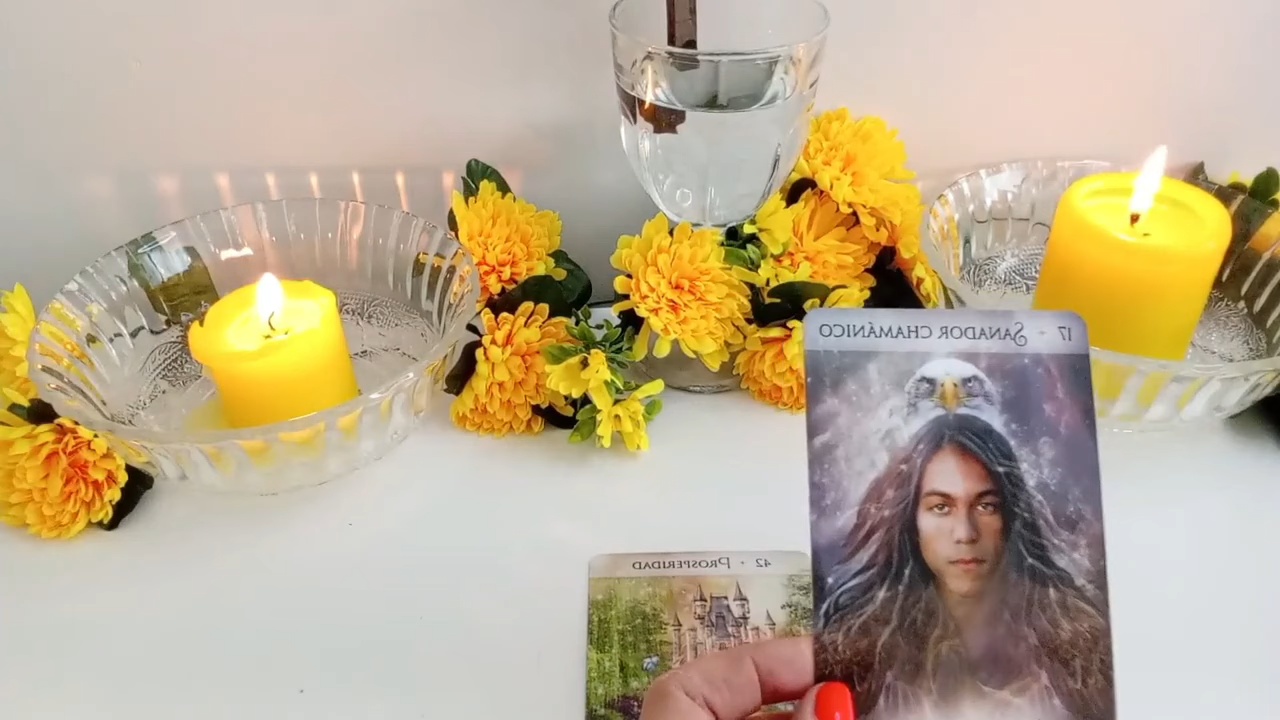 17 • SANADOR CHAMÁNICO
42 • PROSPERIDAD